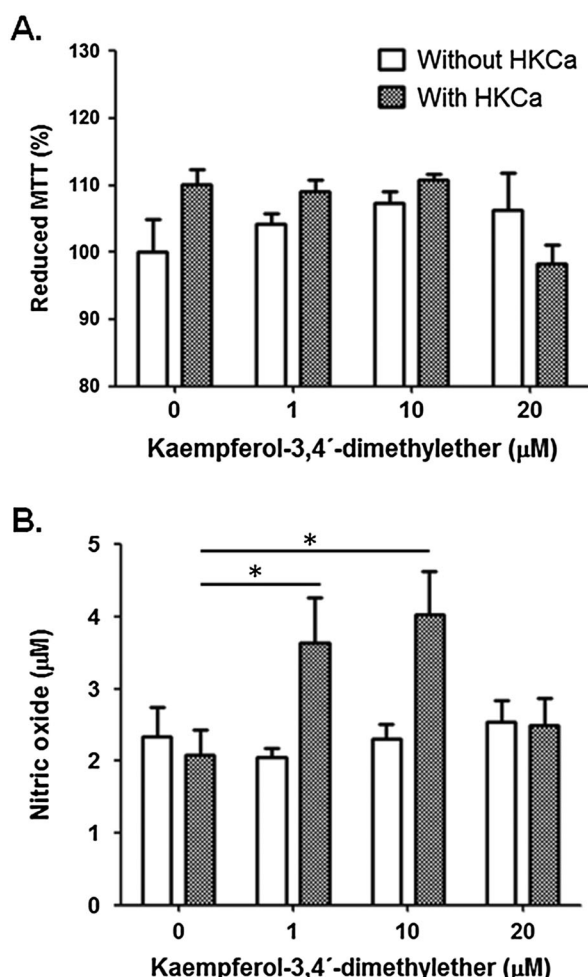 A.
130
Without HKCa
With HKCa
120
110
100
90
80
Reduced MTT (%)
0 1 10 20
Kaempferol-3,4´-dimethylether (μM)
B.
5
4
3
2
1
0
Nitric oxide (μM)
*
*
0 1 10 20
Kaempferol-3,4´-dimethylether (μM)